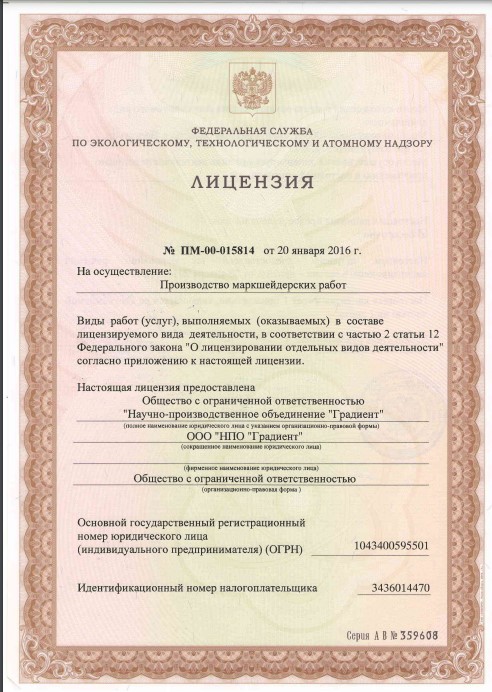 ФЕДЕРАЛЬНАЯ СЛУЖБА
ПО ЭКОЛОГИЧЕСКОМУ, ТЕХНОЛОГИЧЕСКОМУ И АТОМНОМУ НАДЗОРУ
ЛИЦЕНЗИЯ
№ ПМ-00-015814 от 20 января 2016 г.
На осуществление:
Производство маркшейдерских работ
Виды работ (услуг), выполняемых (оказываемых) в составе
лицензируемого вида деятельности, в соответствии с частью 2 статьи 12
Федерального закона "О лицензировании отдельных видов деятельности"
согласно приложению к настоящей лицензии.
Настоящая лицензия предоставлена
Общество с ограниченной ответственностью
"Научно-производственное объединение "Градиент"
(полное наименование юридического лица с указанием организационно-правовой формы)
ООО "НПО "Градиент"
(сокращенное наименование юридического лица)
(фирменное наименование юридического лица)
Общество с ограниченной ответственностью
(организационно-правовая форма )
Основной государственный регистрационный
номер юридического лица
(индивидуального предпринимателя) (ОГРН) 1043400595501
Идентификационный номер налогоплательщика 3436014470
Серия А В № 359608